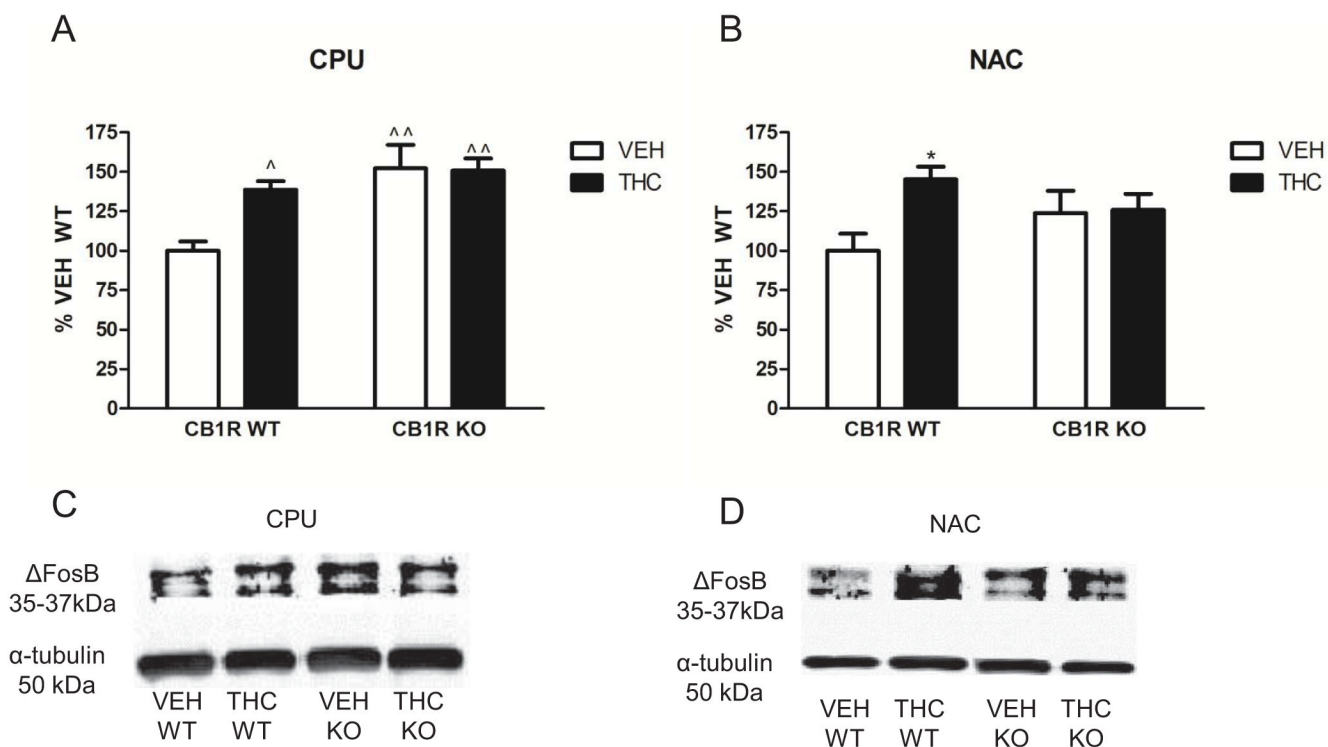 A
CPU
% VEH WT
175
150
125
100
75
50
25
0
^
^^
^^
CB1R WT
CB1R KO
VEH
THC
B
NAC
% VEH WT
175
150
125
100
75
50
25
0
*
CB1R WT
CB1R KO
VEH
THC
C
CPU
ΔFosB
35-37kDa
α-tubulin
50 kDa
VEH THC VEH THC
WT WT KO KO
D
NAC
ΔFosB
35-37kDa
α-tubulin
50 kDa
VEH THC VEH THC
WT WT KO KO